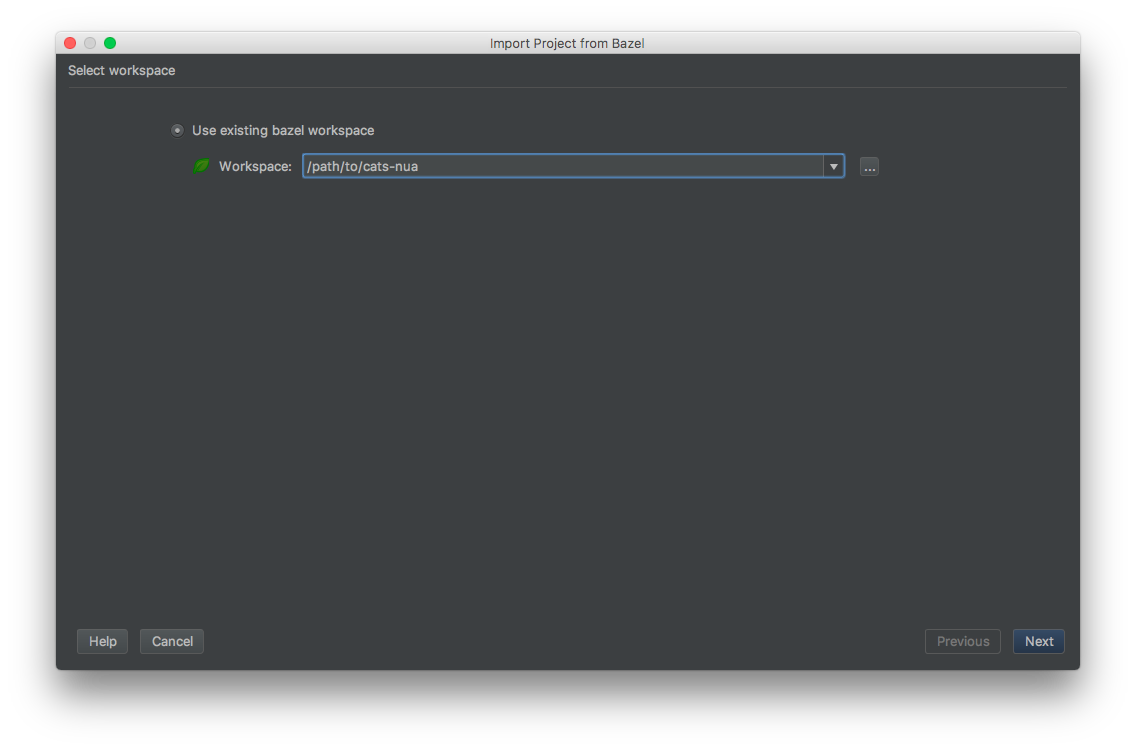 Import Project from Bazel
Select workspace
Use existing bazel workspace
Workspace: /path/to/cats-nua ...
Help Cancel Previous Next